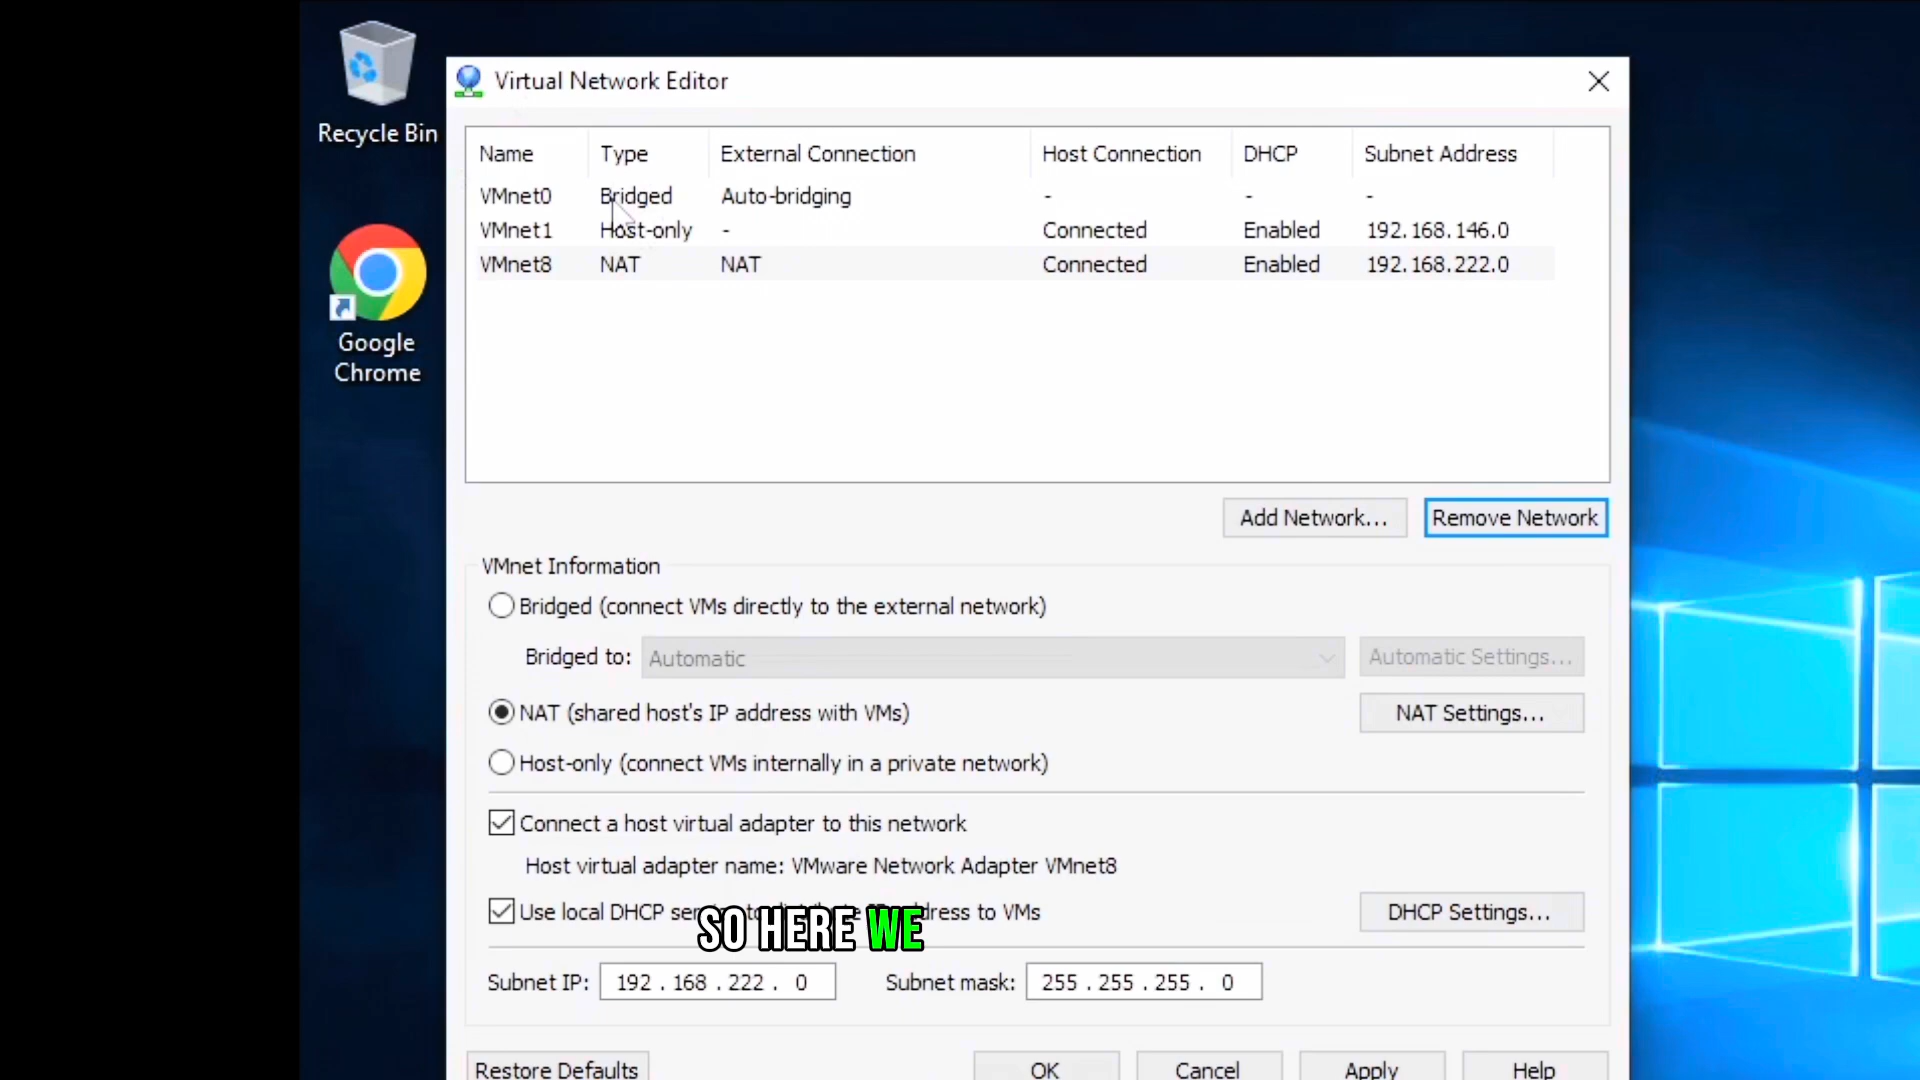 Recycle Bin
Google
Chrome
Virtual Network Editor
Name Type External Connection Host Connection DHCP Subnet Address
VMnet0 Bridged Auto-bridging - - -
VMnet1 Host-only - Connected Enabled 192.168.146.0
VMnet8 NAT NAT Connected Enabled 192.168.222.0
Add Network... Remove Network
VMnet Information
Bridged (connect VMs directly to the external network)
Bridged to: Automatic Automatic Settings...
NAT (shared host's IP address with VMs) NAT Settings...
Host-only (connect VMs internally in a private network)
Connect a host virtual adapter to this network
Host virtual adapter name: VMware Network Adapter VMnet8
Use local DHCP to VMs DHCP Settings...
SO HERE WE
Subnet IP: 192 . 168 . 222 . 0 Subnet mask: 255 . 255 . 255 . 0
Restore Defaults OK Cancel Apply Help